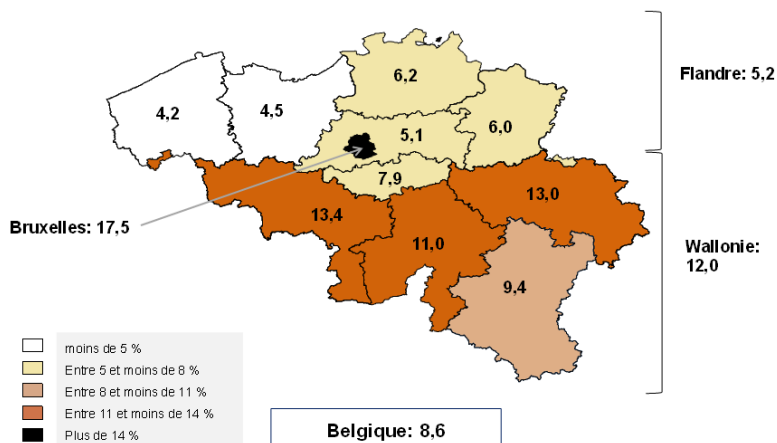 6,2
Flandre: 5,2
4,2
4,5
5,1
6,0
7,9
13,0
13,4
Bruxelles: 17,5
11,0
Wallonie:
12,0
9,4
moins de 5 %
Entre 5 et moins de 8 %
Entre 8 et moins de 11 %
Entre 11 et moins de 14 %
Plus de 14 %
Belgique: 8,6